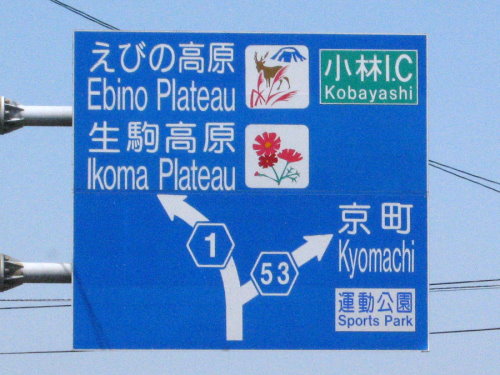 えびの高原
Ebino Plateau
小林I.C
Kobayashi
生駒高原
Ikoma Plateau
1
53
京町
Kyomachi
運動公園
Sports Park